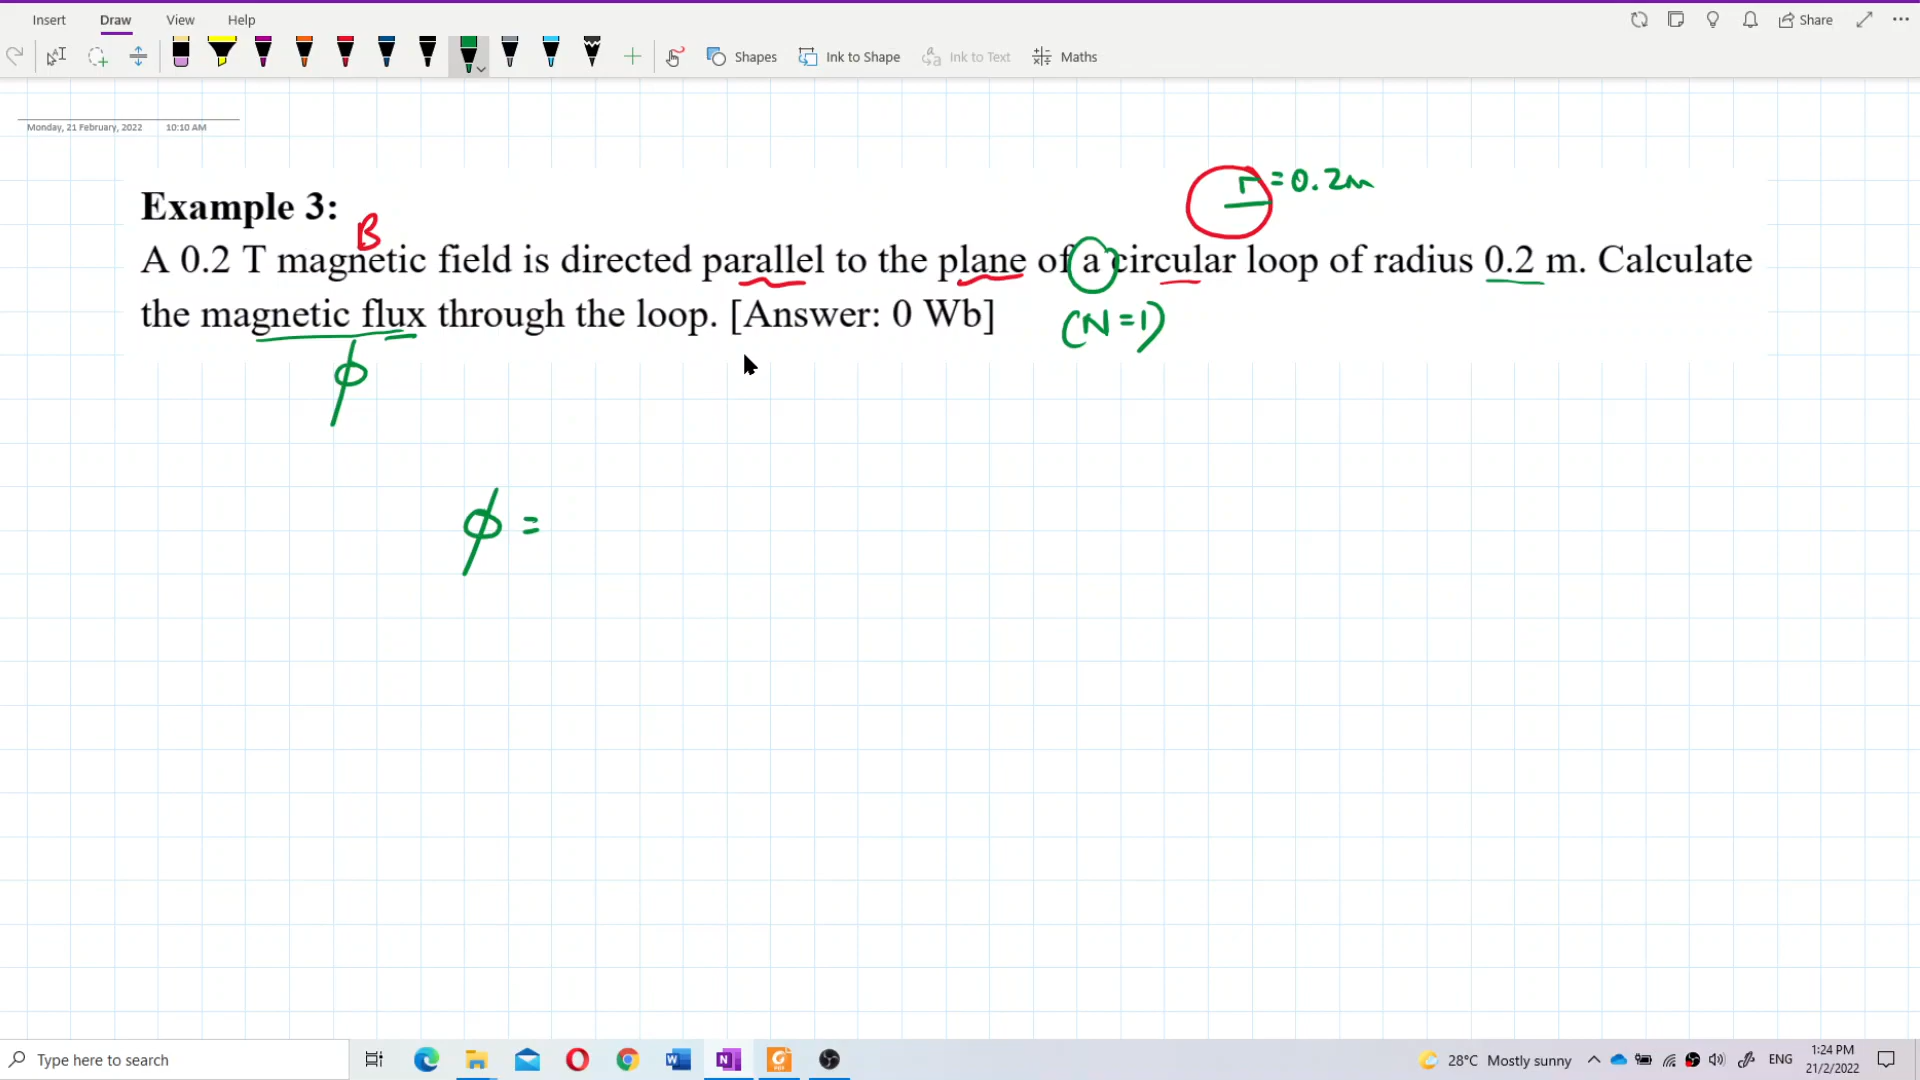 Insert Draw View Help
Share
Shapes Ink to Shape Ink to Text Maths
Monday, 21 February, 2022 10:10 AM
r = 0.2m
Example 3:
B
A 0.2 T magnetic field is directed parallel to the plane of a circular loop of radius 0.2 m. Calculate
the magnetic flux through the loop. [Answer: 0 Wb]
(N=1)
ϕ
ϕ =
Type here to search
28°C Mostly sunny
ENG
1:24 PM
21/2/2022